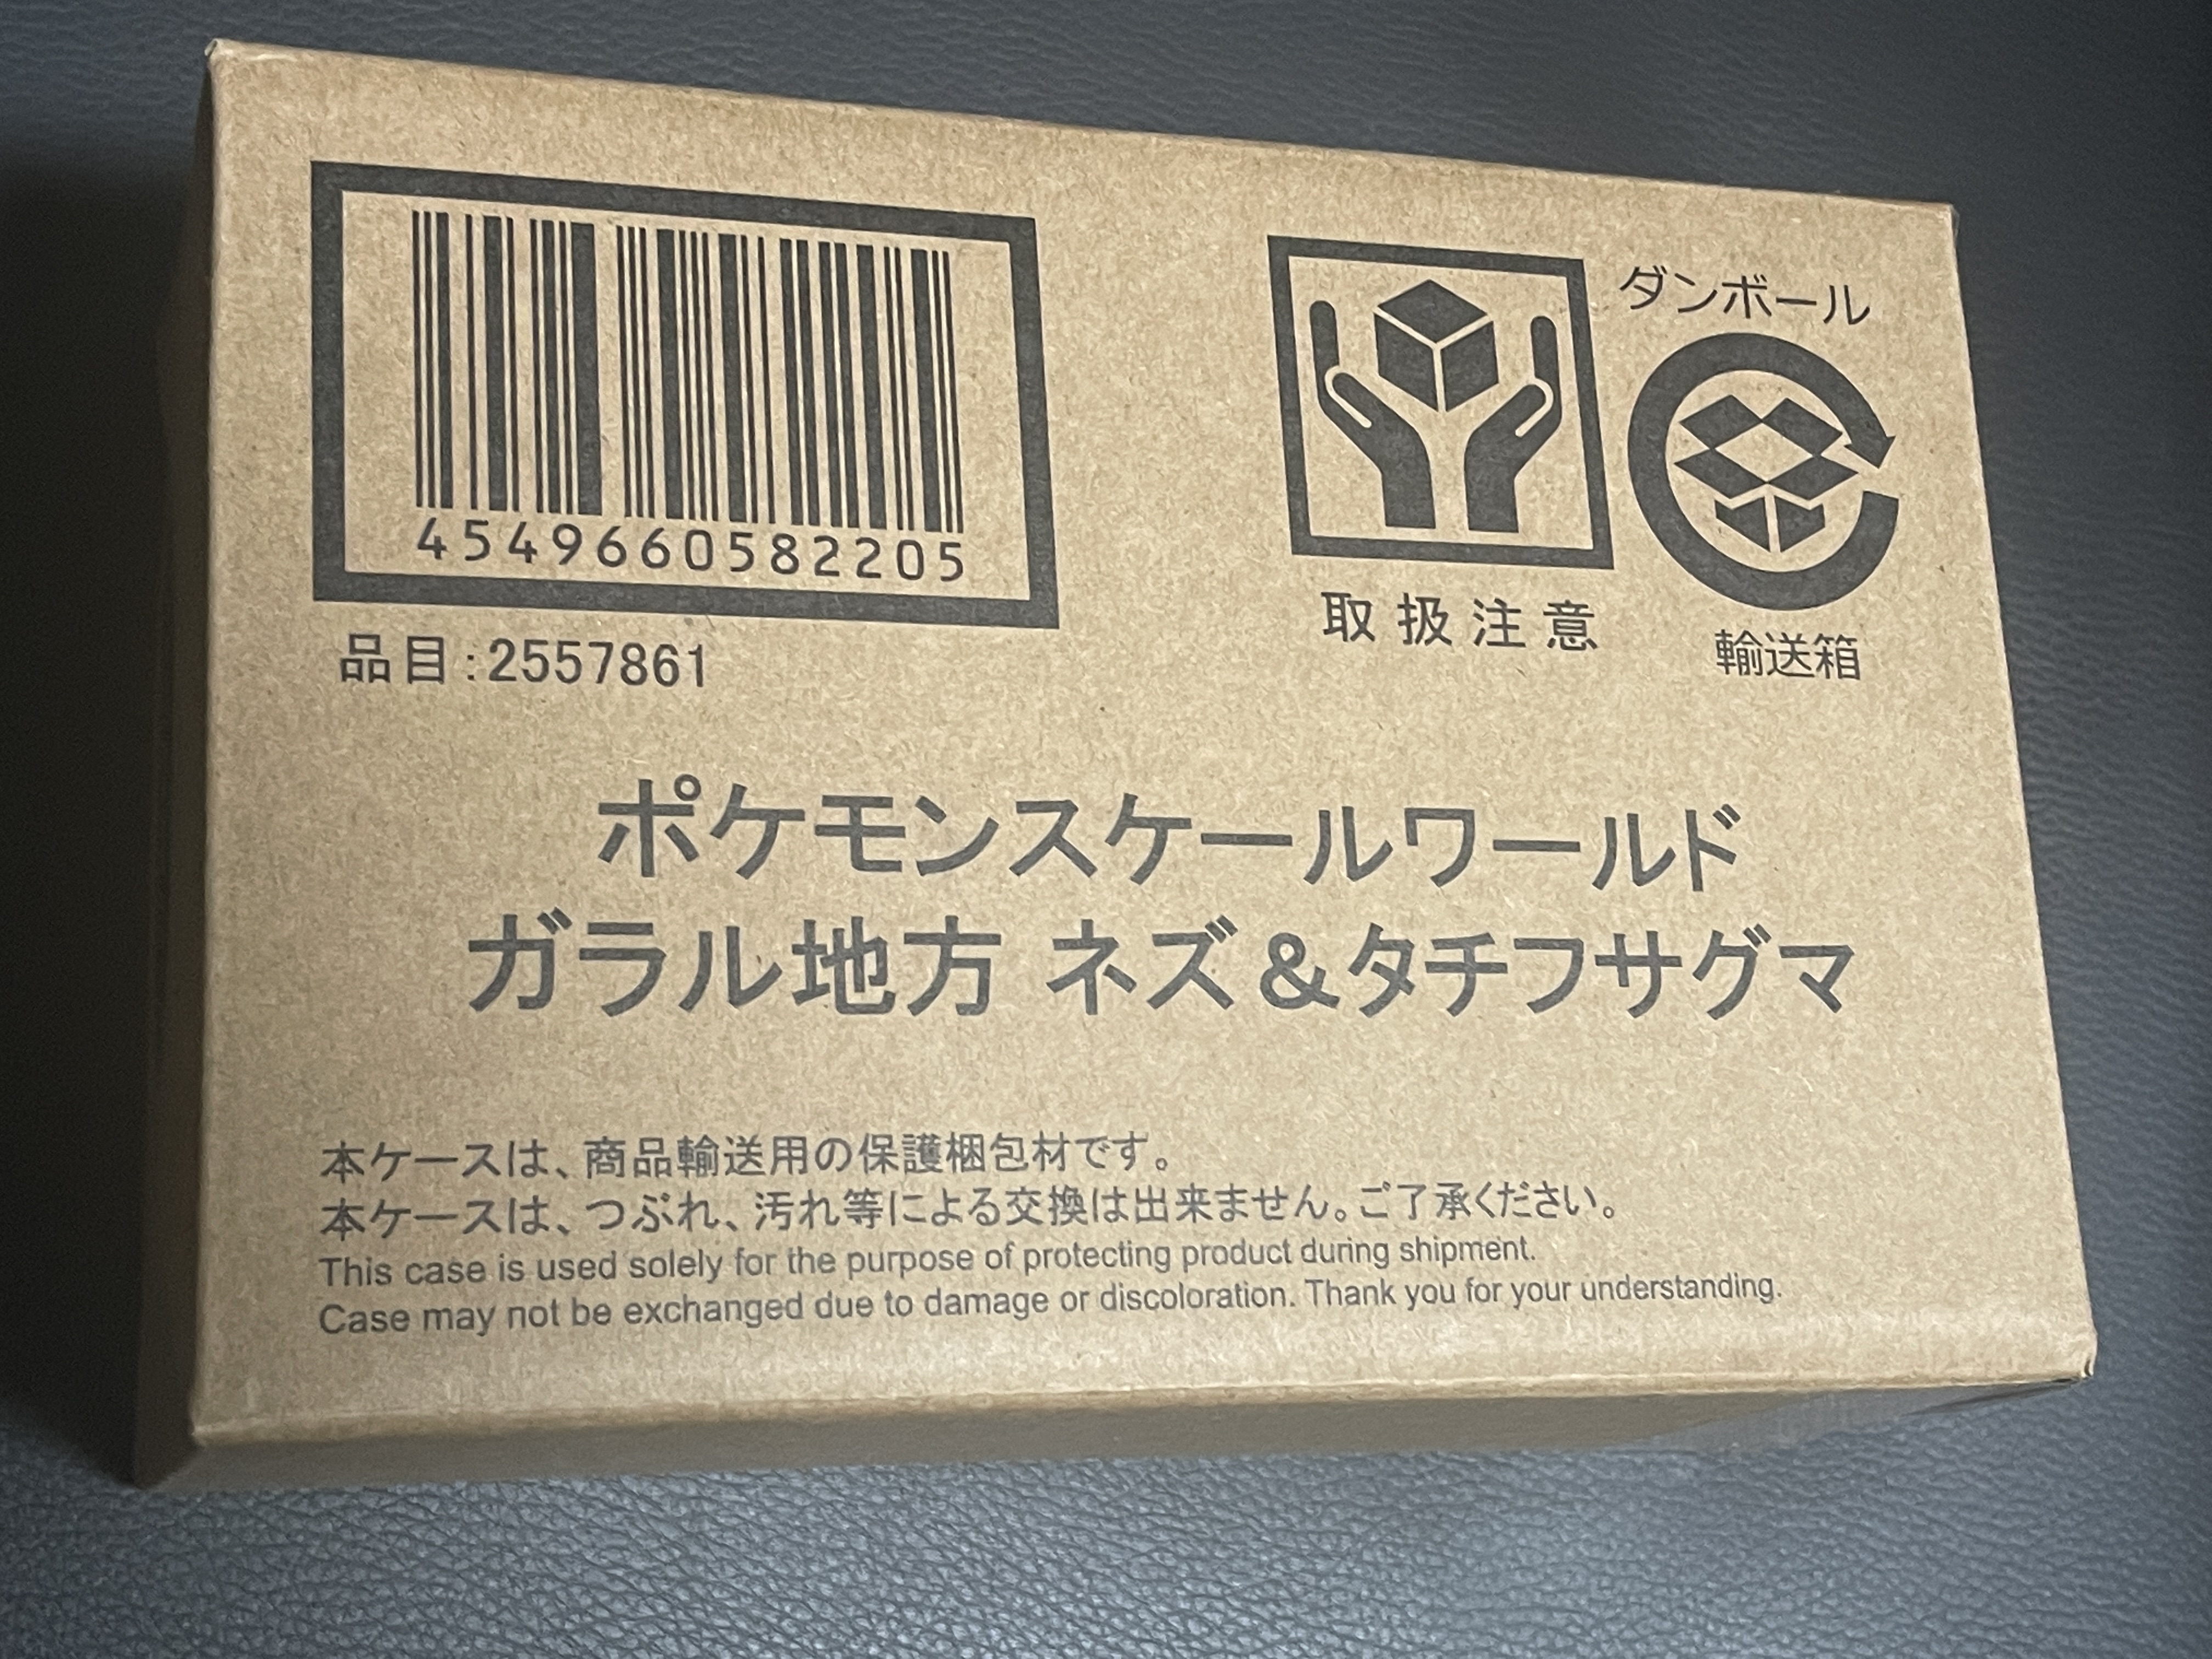 4549660582205
品目:2557861
取扱注意
ダンボール
輸送箱
ポケモンスケールワールド
ガラル地方 ネズ&タチフサグマ
本ケースは、商品輸送用の保護梱包材です。
本ケースは、つぶれ、汚れ等による交換は出来ません。ご了承ください。
This case is used solely for the purpose of protecting product during shipment.
Case may not be exchanged due to damage or discoloration. Thank you for your understanding.